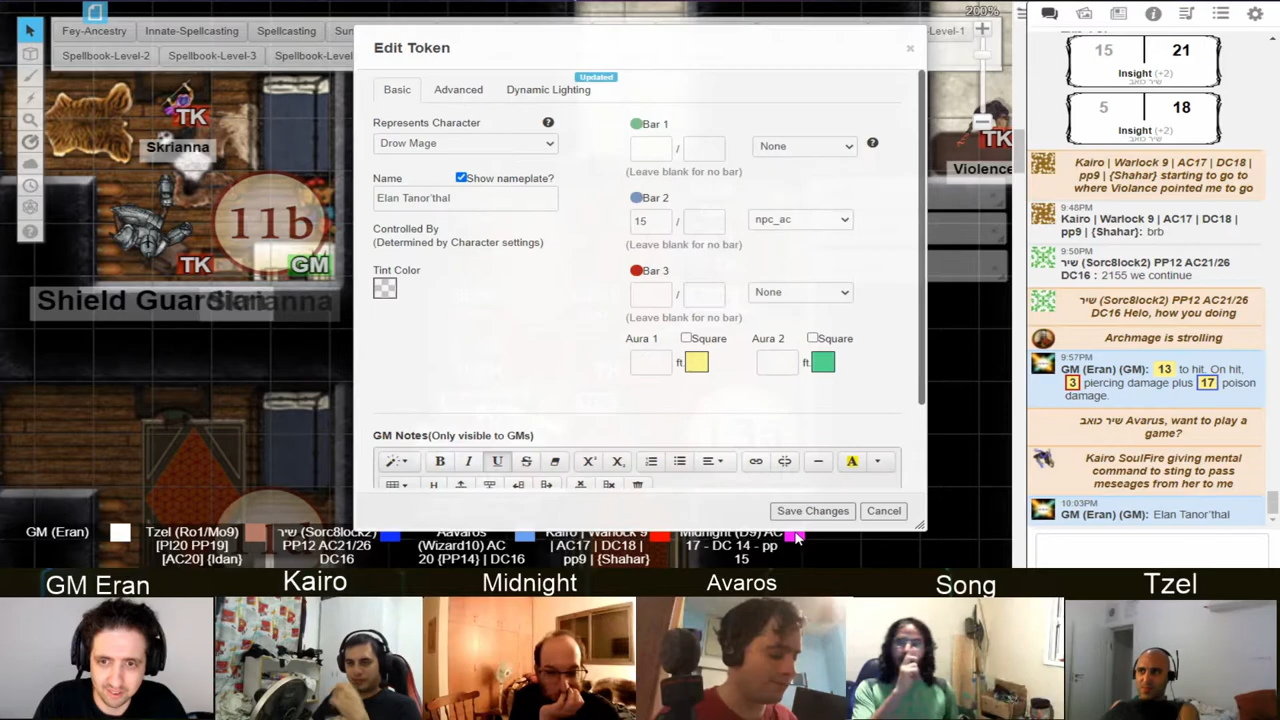 200%
Fey-Ancestry
Innate-Spellcasting
Spellcasting
Spellbook-Level-2
Spellbook-Level-3
TK
Skrianna
11b
TK
GM
Shield Guar
Skrianna
TK
Violence
Edit Token
×
Updated
Basic
Advanced
Dynamic Lighting
Represents Character
Drow Mage
Name
Show nameplate?
Elan Tanor'thal
Controlled By
(Determined by Character settings)
Tint Color
Bar 1
/
None
(Leave blank for no bar)
Bar 2
15 /
npc_ac
(Leave blank for no bar)
Bar 3
/
None
(Leave blank for no bar)
Aura 1
Square
Aura 2
Square
ft.
ft.
GM Notes(Only visible to GMs)
B I U S X² X₂ A
H
Save Changes
Cancel
15 21
Insight (+2)
שיר כואב
5 18
Insight (+2)
שיר כואב
Kairo | Warlock 9 | AC17 | DC18 |
pp9 | {Shahar} starting to go to
where Violance pointed me to go
9:48PM
Kairo | Warlock 9 | AC17 | DC18 |
pp9 | {Shahar}: brb
9:50PM
שיר (Sorc8lock2) PP12 AC21/26
DC16 : 2155 we continue
שיר (Sorc8lock2) PP12 AC21/26
DC16 Helo, how you doing
Archmage is strolling
9:57PM
GM (Eran) (GM): 13 to hit. On hit,
3 piercing damage plus 17 poison
damage.
שיר כואב Avarus, want to play a
game?
Kairo SoulFire giving mental
command to sting to pass
meseages from her to me
10:03PM
GM (Eran) (GM): Elan Tanor'thal
GM (Eran)
Tzel (Ro1/Mo9)
[PI20 PP19]
[AC20] {Idan}
שיר (Sorc8lock2)
PP12 AC21/26
DC16
Aavaros
(Wizard10) AC
20 {PP14} | DC16
Kairo | Warlock 9
| AC17 | DC18 |
pp9 | {Shahar}
Midnight (D9) AC
17 - DC 14 - pp
15
GM Eran
Kairo
Midnight
Avaros
Song
Tzel